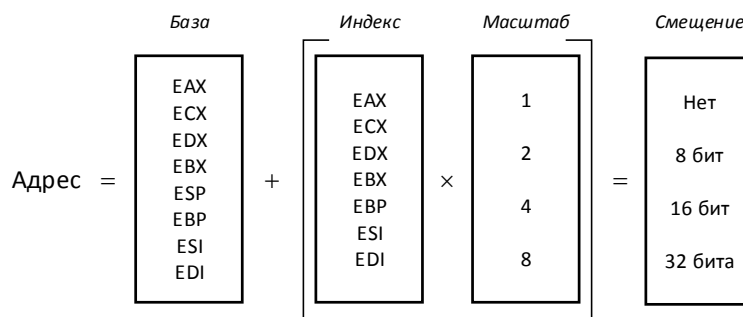 База Индекс Масштаб Смещение
EAX
ECX
EDX
EBX
ESP
EBP
ESI
EDI
EAX
ECX
EDX
EBX
EBP
ESI
EDI
1
2
4
8
Нет
8 бит
16 бит
32 бита
Адрес = + × =